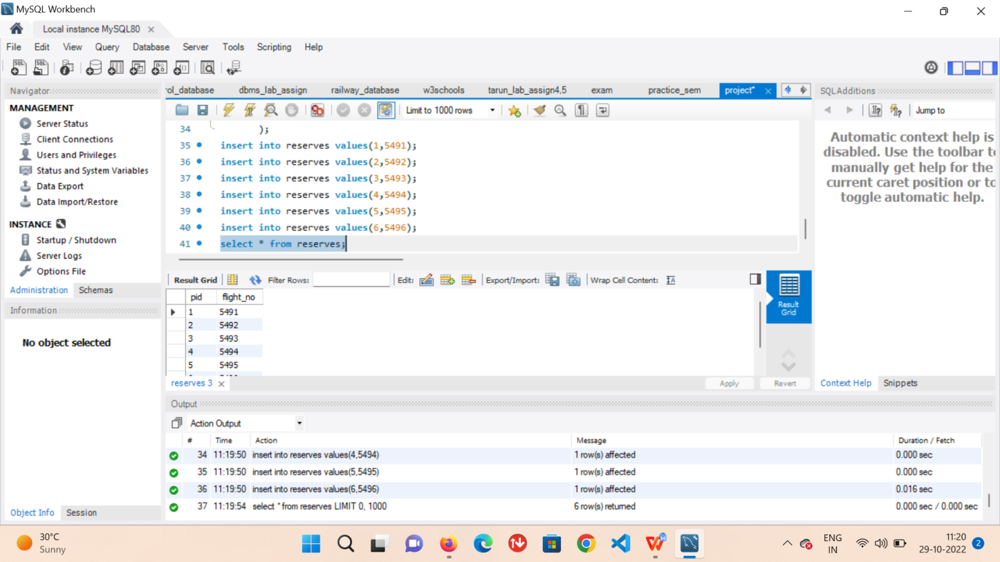 MySQL Workbench
Local instance MySQL80
File Edit View Query Database Server Tools Scripting Help
Navigator
MANAGEMENT
Server Status
Client Connections
Users and Privileges
Status and System Variables
Data Export
Data Import/Restore
INSTANCE
Startup / Shutdown
Server Logs
Options File
Administration Schemas
Information
No object selected
Object Info Session
rol_database dbms_lab_assign railway_database w3schools tarun_lab_assign4,5 exam practice_sem project*
Limit to 1000 rows
34 );
35 insert into reserves values(1,5491);
36 insert into reserves values(2,5492);
37 insert into reserves values(3,5493);
38 insert into reserves values(4,5494);
39 insert into reserves values(5,5495);
40 insert into reserves values(6,5496);
41 select * from reserves;
Result Grid Filter Rows: Edit: Export/Import: Wrap Cell Content:
pid flight_no
1 5491
2 5492
3 5493
4 5494
5 5495
Result
Grid
reserves 3 Apply Revert
SQLAdditions
Jump to
Automatic context help is
disabled. Use the toolbar to
manually get help for the
current caret position or to
toggle automatic help.
Context Help Snippets
Output
Action Output
# Time Action Message Duration / Fetch
34 11:19:50 insert into reserves values(4,5494) 1 row(s) affected 0.000 sec
35 11:19:50 insert into reserves values(5,5495) 1 row(s) affected 0.000 sec
36 11:19:50 insert into reserves values(6,5496) 1 row(s) affected 0.016 sec
37 11:19:54 select * from reserves LIMIT 0, 1000 6 row(s) returned 0.000 sec / 0.000 sec
30°C
Sunny
ENG
IN
11:20
29-10-2022
2